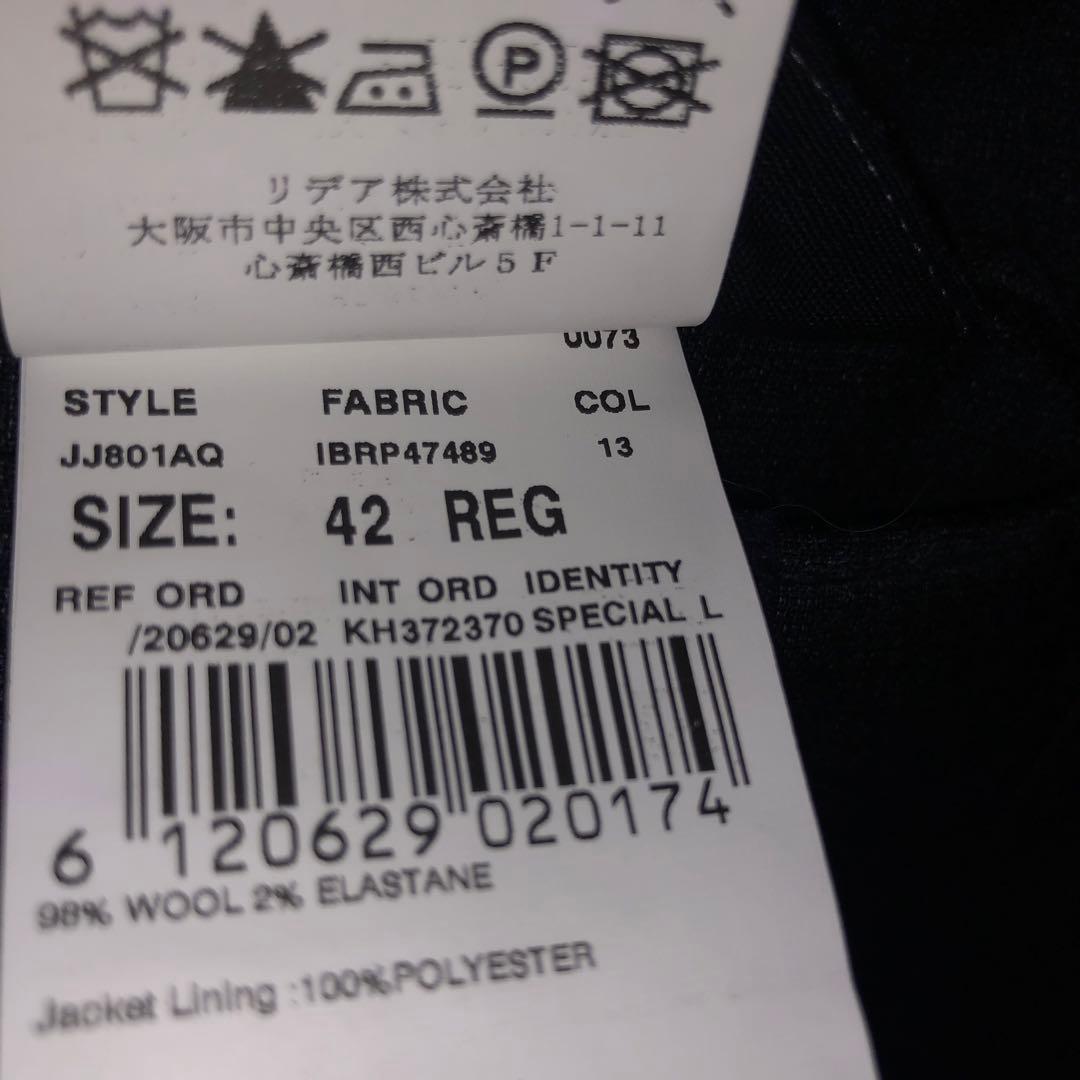 P
リデア株式会社
大阪市中央区西心斎橋1-1-11
心斎橋西ビル5F
0073
STYLE FABRIC COL
JJ801AQ IBRP47489 13
SIZE: 42 REG
REF ORD INT ORD IDENTITY
/20629/02 KH372370 SPECIAL L
6 120629 020174
98% WOOL 2% ELASTANE
Jacket Lining :100%POLYESTER